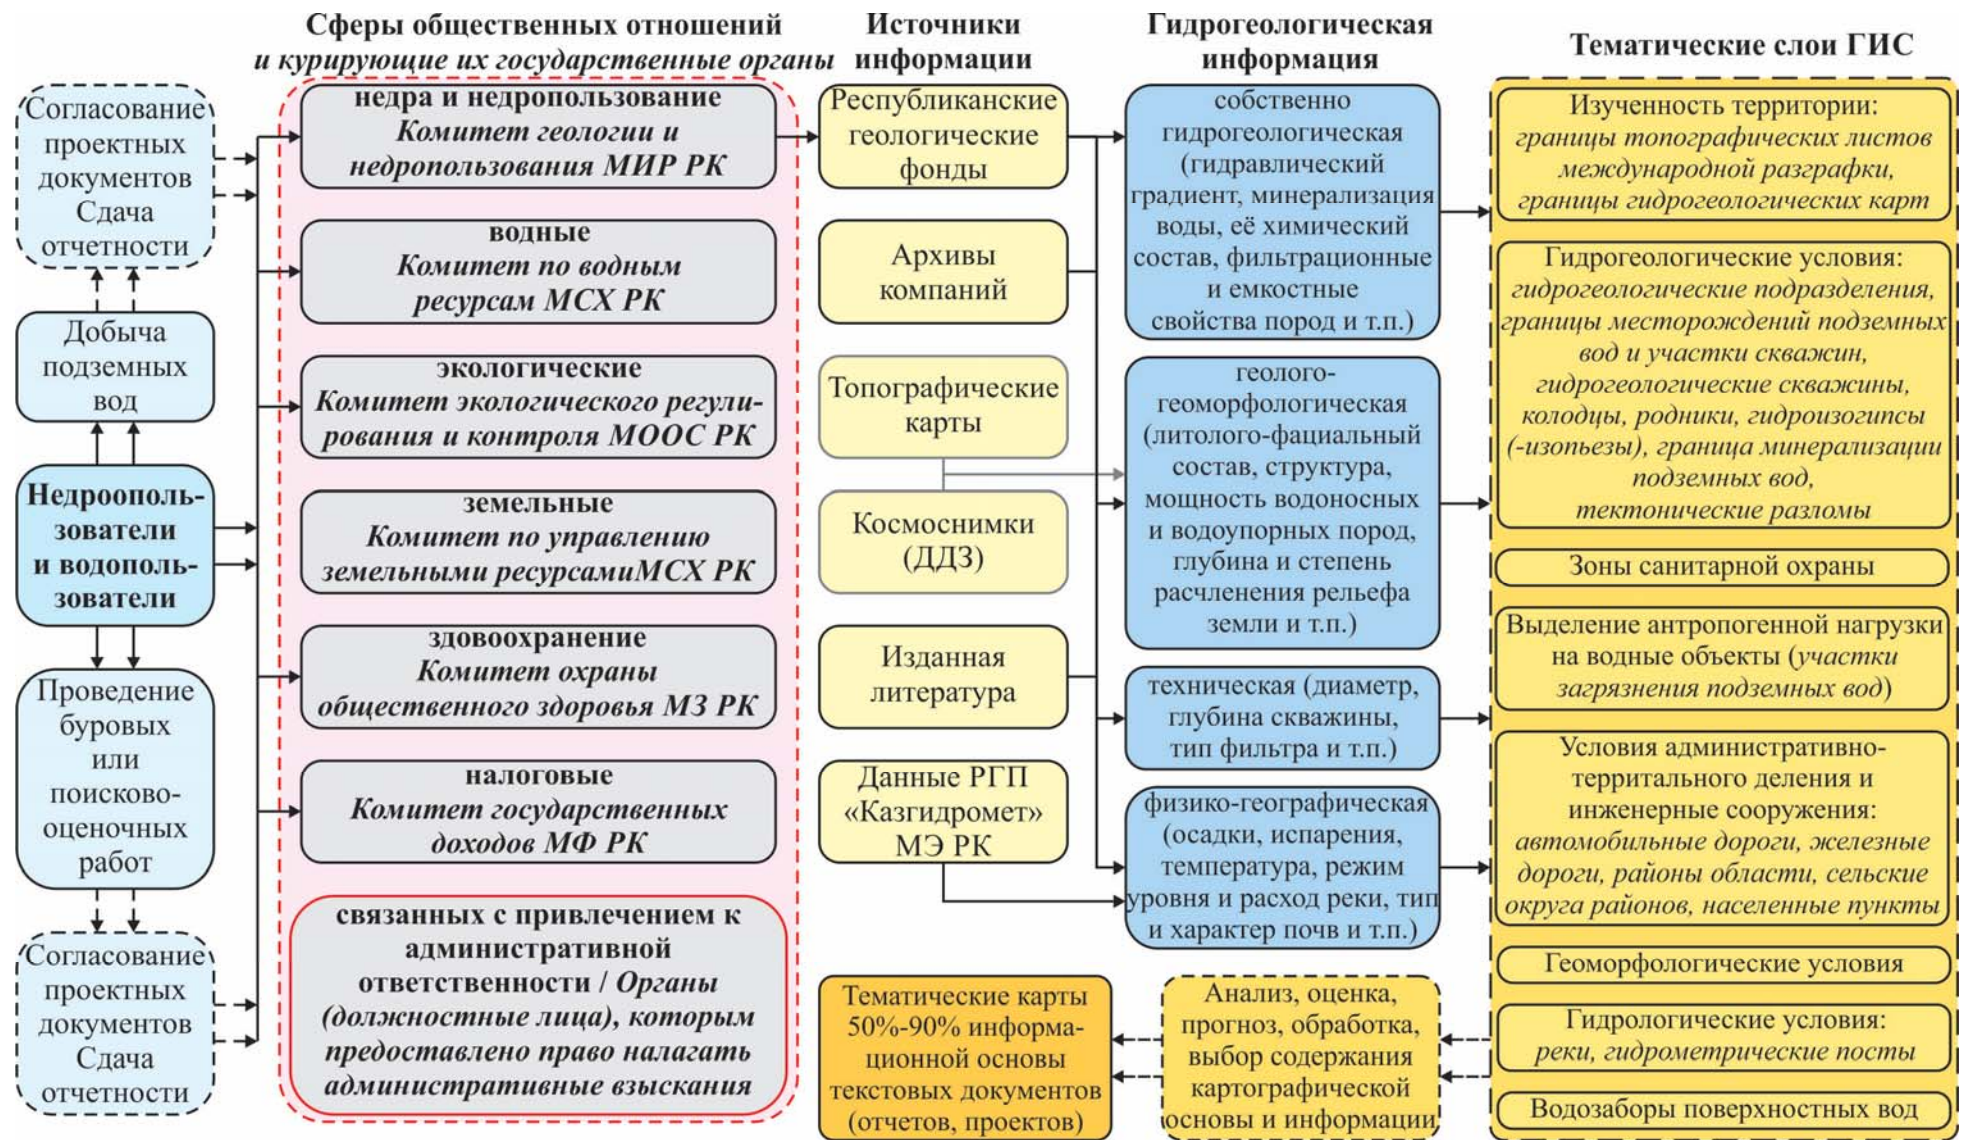 Сферы общественных отношений
и курирующие их государственные органы
Источники
информации
Гидрогеологическая
информация
Тематические слои ГИС
Согласование
проектных
документов
Сдача
отчетности
Добыча
подземных
вод
Недроополь-
зователи
и водополь-
зователи
Проведение
буровых
или
поисково-
оценочных
работ
Согласование
проектных
документов
Сдача
отчетности
недра и недропользование
Комитет геологии и
недропользования МИР РК
водные
Комитет по водным
ресурсам МСХ РК
экологические
Комитет экологического регули-
рования и контроля МООС РК
земельные
Комитет по управлению
земельными ресурсамиМСХ РК
здовоохранение
Комитет охраны
общественного здоровья МЗ РК
налоговые
Комитет государственных
доходов МФ РК
связанных с привлечением к
административной
ответственности / Органы
(должностные лица), которым
предоставлено право налагать
административные взыскания
Республиканские
геологические
фонды
Архивы
компаний
Топографические
карты
Космоснимки
(ДДЗ)
Изданная
литература
Данные РГП
«Казгидромет»
МЭ РК
Тематические карты
50%-90% информа-
ционной основы
текстовых документов
(отчетов, проектов)
собственно
гидрогеологическая
(гидравлический
градиент, минерализация
воды, её химический
состав, фильтрационные
и емкостные
свойства пород и т.п.)
геолого-
геоморфологическая
(литолого-фациальный
состав, структура,
мощность водоносных
и водоупорных пород,
глубина и степень
расчленения рельефа
земли и т.п.)
техническая (диаметр,
глубина скважины,
тип фильтра и т.п.)
физико-географическая
(осадки, испарения,
температура, режим
уровня и расход реки, тип
и характер почв и т.п.)
Анализ, оценка,
прогноз, обработка,
выбор содержания
картографической
основы и информации
Изученность территории:
границы топографических листов
международной разграфки,
границы гидрогеологических карт
Гидрогеологические условия:
гидрогеологические подразделения,
границы месторождений подземных
вод и участки скважин,
гидрогеологические скважины,
колодцы, родники, гидроизогипсы
(-изопьезы), граница минерализации
подземных вод,
тектонические разломы
Зоны санитарной охраны
Выделение антропогенной нагрузки
на водные объекты (участки
загрязнения подземных вод)
Условия административно-
территального деления и
инженерные сооружения:
автомобильные дороги, железные
дороги, районы области, сельские
округа районов, населенные пункты
Геоморфологические условия
Гидрологические условия:
реки, гидрометрические посты
Водозаборы поверхностных вод